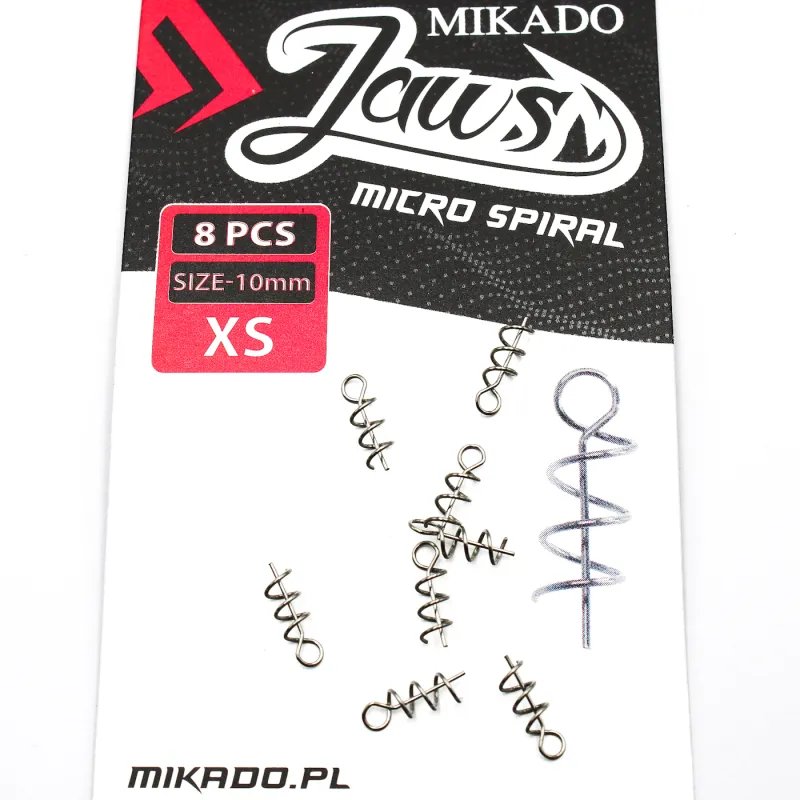 MIKADO
Jaws
MICRO SPIRAL
8 PCS
SIZE-10mm
XS
MIKADO.PL